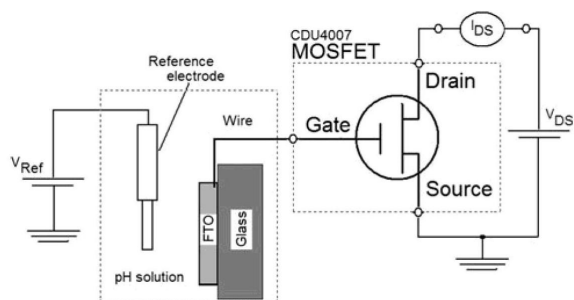 CDU4007
MOSFET
I_DS
Reference
electrode
Drain
Wire
Gate
V_DS
V_Ref
Source
FTO
Glass
pH solution